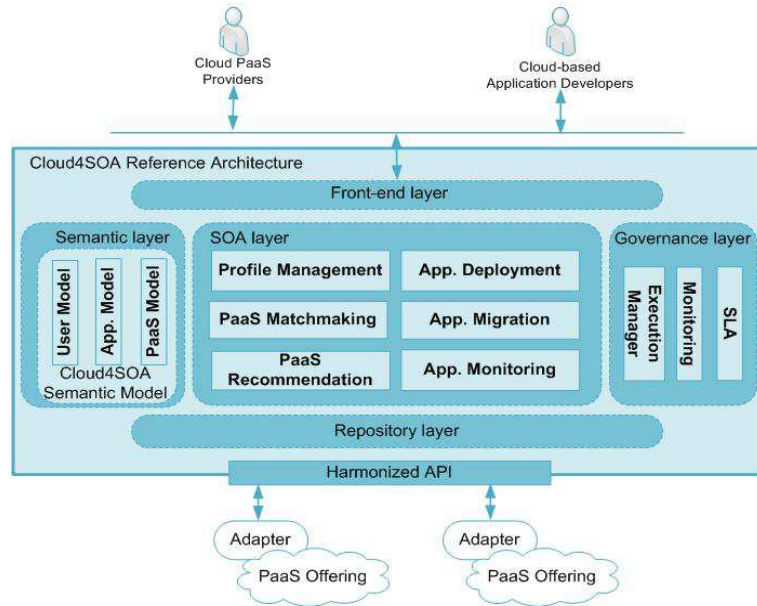 Cloud PaaS
Providers
Cloud-based
Application Developers
Cloud4SOA Reference Architecture
Front-end layer
Semantic layer
User Model
App. Model
PaaS Model
Cloud4SOA
Semantic Model
SOA layer
Profile Management
App. Deployment
PaaS Matchmaking
App. Migration
PaaS
Recommendation
App. Monitoring
Governance layer
Execution
Manager
Monitoring
SLA
Repository layer
Harmonized API
Adapter
PaaS Offering
Adapter
PaaS Offering